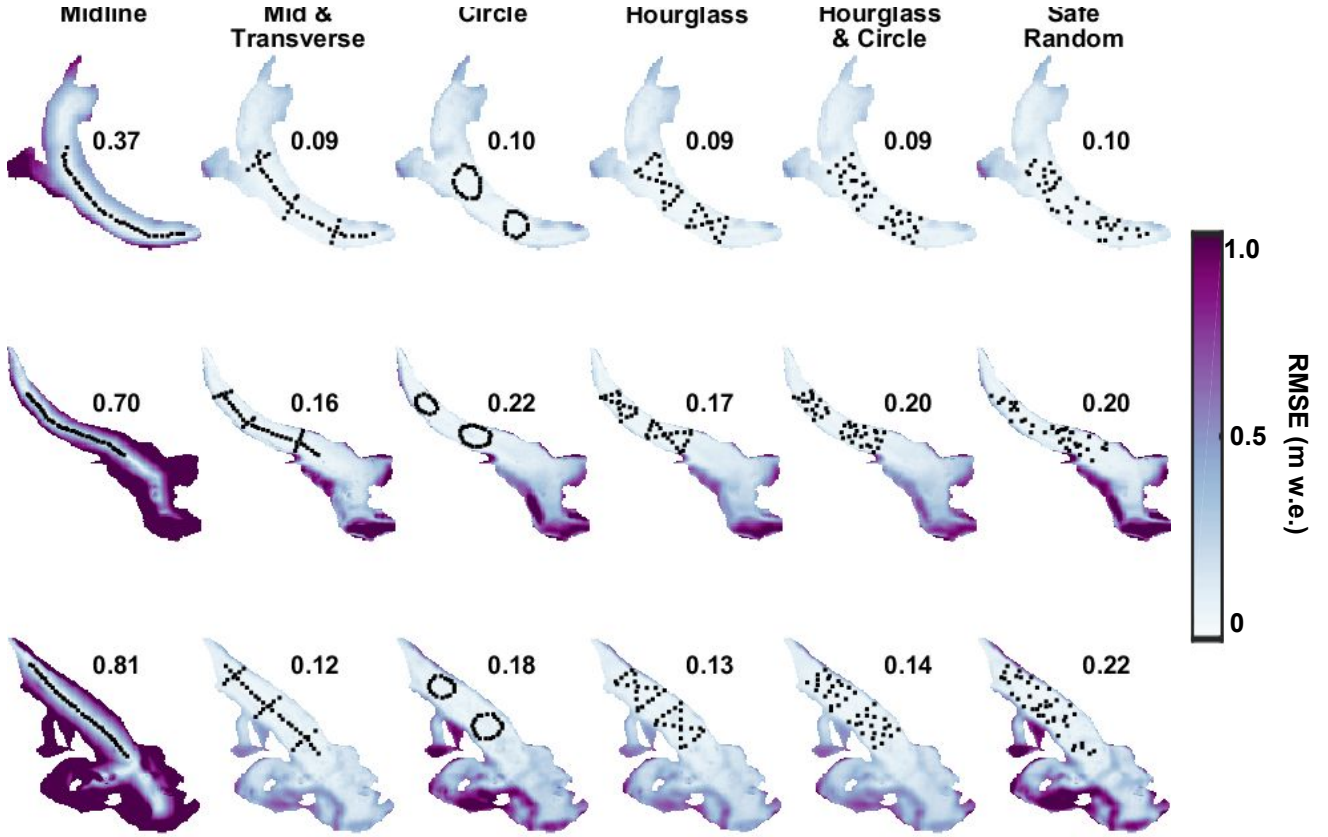 Midline
Mid &
Transverse
Circle
Hourglass
Hourglass
& Circle
Safe
Random
0.37
0.09
0.10
0.09
0.09
0.10
0.70
0.16
0.22
0.17
0.20
0.20
0.81
0.12
0.18
0.13
0.14
0.22
1.0
0.5
0
RMSE (m w.e.)